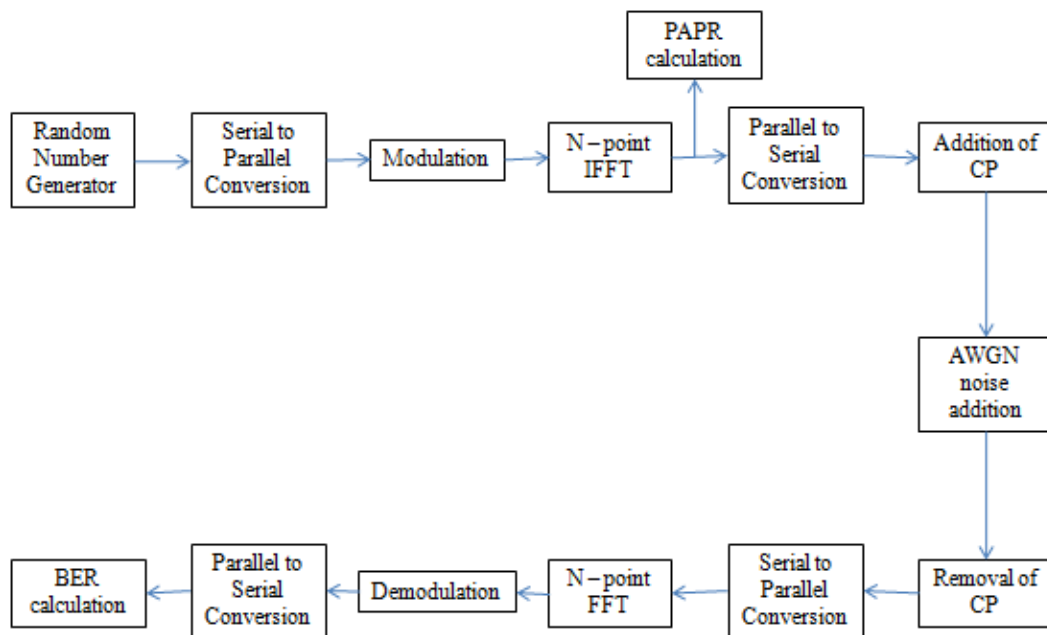 PAPR
calculation
Random
Number
Generator
Serial to
Parallel
Conversion
Modulation
N – point
IFFT
Parallel to
Serial
Conversion
Addition of
CP
AWGN
noise
addition
Removal of
CP
Serial to
Parallel
Conversion
N – point
FFT
Demodulation
Parallel to
Serial
Conversion
BER
calculation